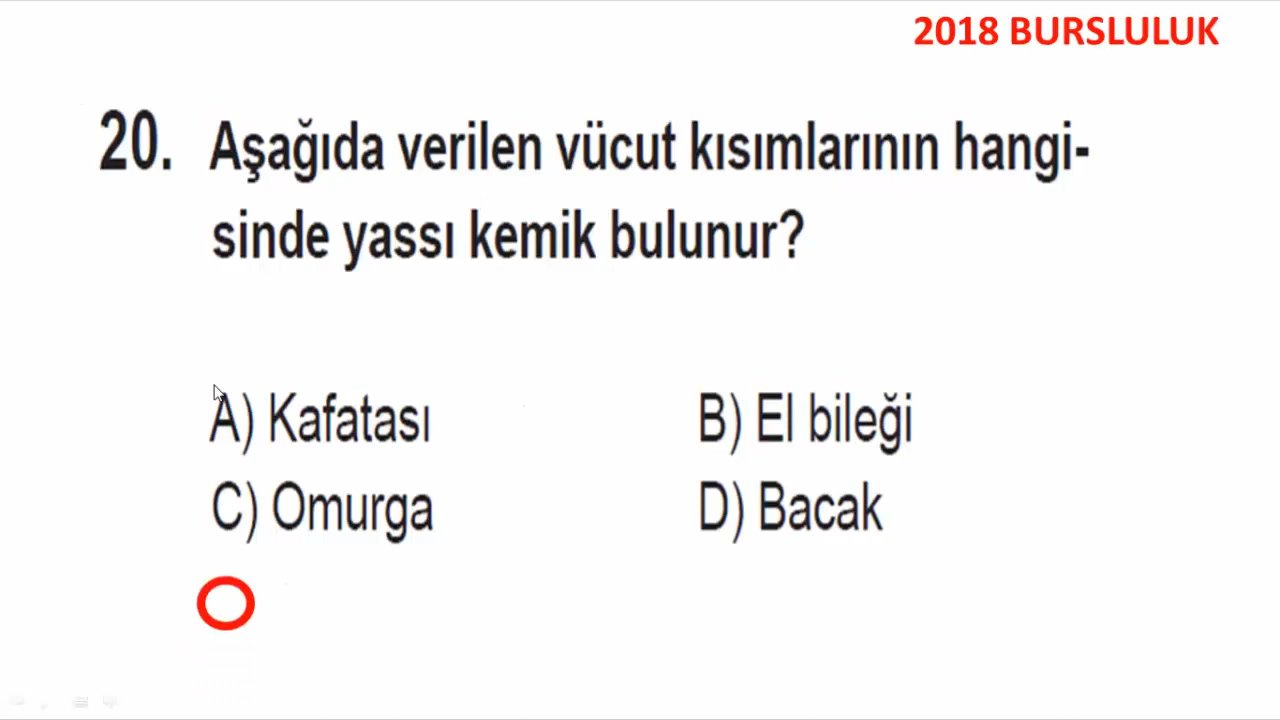 2018 BURSLULUK
20. Aşağıda verilen vücut kısımlarının hangi-
sinde yassı kemik bulunur?
A) Kafatası B) El bileği
C) Omurga D) Bacak